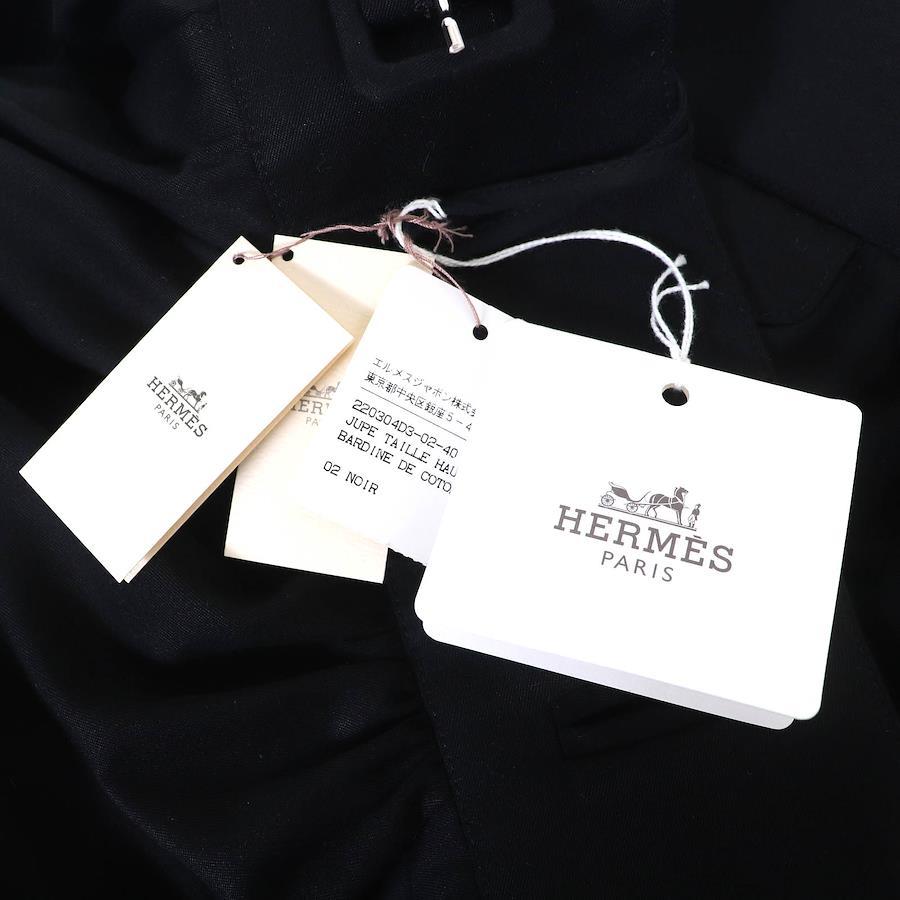 HERMÈS
PARIS
HERMÈS
エルメスジャポン株式会
東京都中央区銀座5-4
220304D3-02-40
JUPE TAILLE HAU
BARDINE DE COTO
02 NOIR
HERMÈS
PARIS